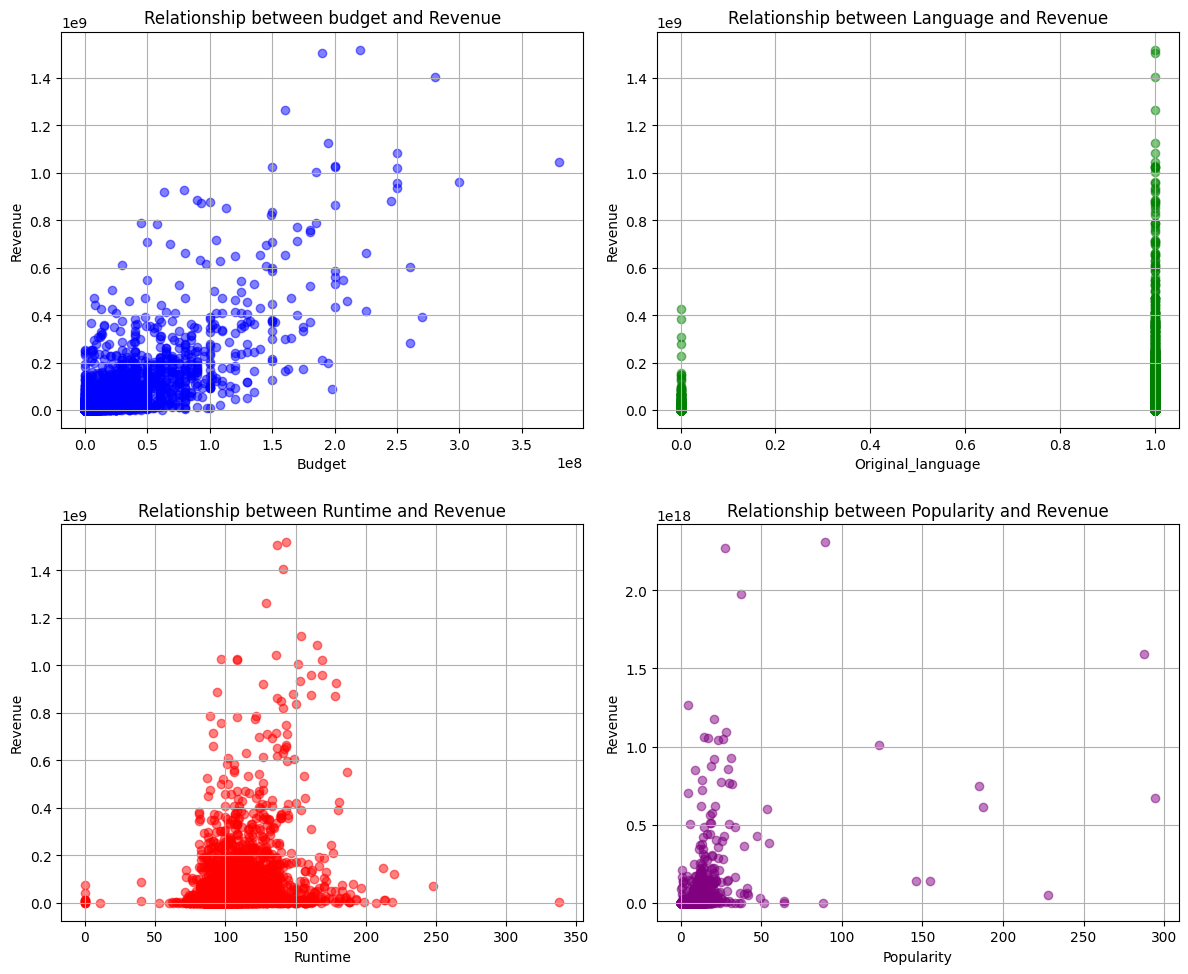 Relationship between budget and Revenue
1e9
Revenue
1.4
1.2
1.0
0.8
0.6
0.4
0.2
0.0
0.0 0.5 1.0 1.5 2.0 2.5 3.0 3.5
Budget
1e8
Relationship between Language and Revenue
1e9
Revenue
1.4
1.2
1.0
0.8
0.6
0.4
0.2
0.0
0.0 0.2 0.4 0.6 0.8 1.0
Original_language
Relationship between Runtime and Revenue
1e9
Revenue
1.4
1.2
1.0
0.8
0.6
0.4
0.2
0.0
0 50 100 150 200 250 300 350
Runtime
Relationship between Popularity and Revenue
1e18
Revenue
2.0
1.5
1.0
0.5
0.0
0 50 100 150 200 250 300
Popularity